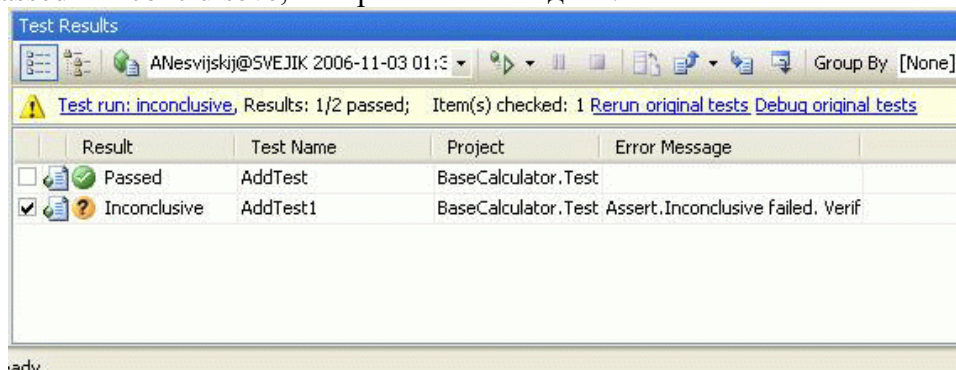 Test Results
ANesvijskij@SVEJIK 2006-11-03 01:3 Group By [None]
Test run: inconclusive, Results: 1/2 passed; Item(s) checked: 1 Rerun original tests Debug original tests
Result Test Name Project Error Message
Passed AddTest BaseCalculator.Test
Inconclusive AddTest1 BaseCalculator.Test Assert.Inconclusive failed. Verif